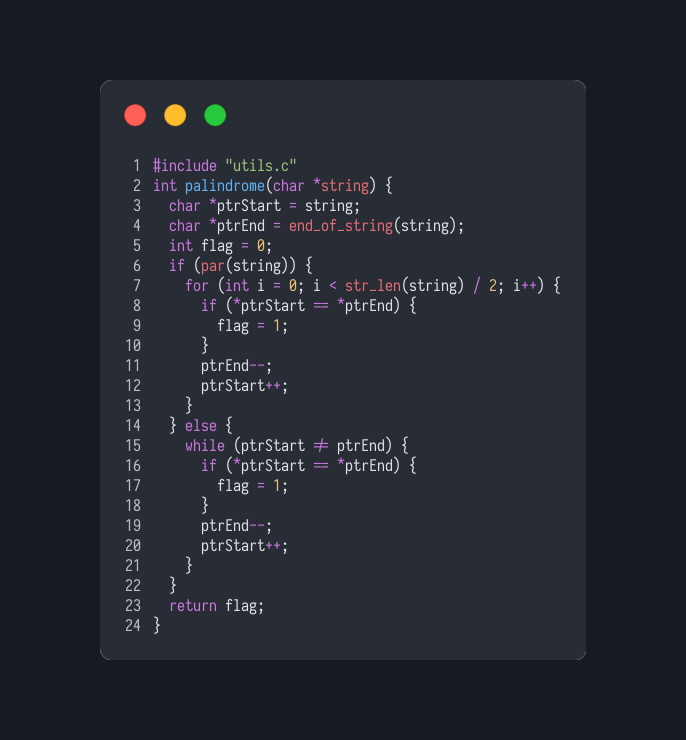 1 #include "utils.c"
2 int palindrome(char *string) {
3   char *ptrStart = string;
4   char *ptrEnd = end_of_string(string);
5   int flag = 0;
6   if (par(string)) {
7     for (int i = 0; i < str_len(string) / 2; i++) {
8       if (*ptrStart == *ptrEnd) {
9         flag = 1;
10       }
11       ptrEnd--;
12       ptrStart++;
13     }
14   } else {
15     while (ptrStart != ptrEnd) {
16       if (*ptrStart == *ptrEnd) {
17         flag = 1;
18       }
19       ptrEnd--;
20       ptrStart++;
21     }
22   }
23   return flag;
24 }